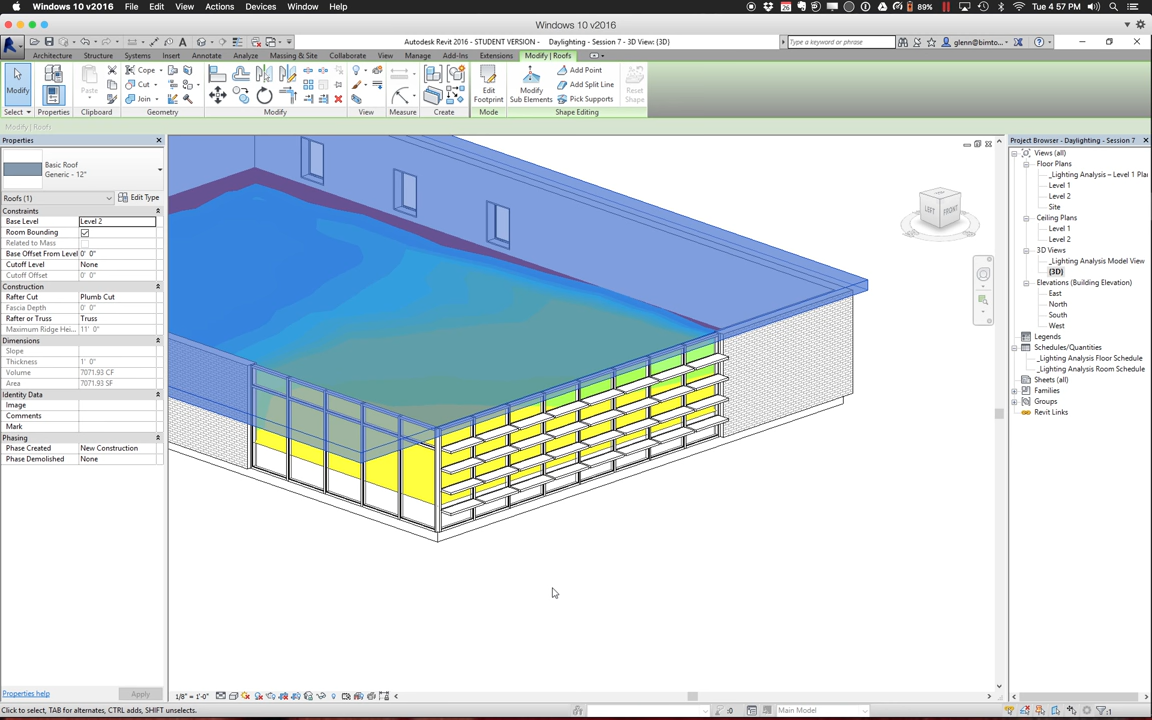 Windows 10 v2016 File Edit View Actions Devices Window Help 26 89% Tue 4:57 PM
Windows 10 v2016
Autodesk Revit 2016 - STUDENT VERSION - Daylighting - Session 7 - 3D View: {3D} Type a keyword or phrase glenn@bimto...
Architecture Structure Systems Insert Annotate Analyze Massing & Site Collaborate View Manage Add-Ins Extensions Modify | Roofs
Modify Paste Cope Cut Join Edit Footprint Modify Sub Elements Add Point Add Split Line Pick Supports Reset Shape
Select Properties Clipboard Geometry Modify View Measure Create Mode Shape Editing
Modify | Roofs
Properties
Basic Roof
Generic - 12"
Roofs (1) Edit Type
Constraints
Base Level Level 2
Room Bounding
Related to Mass
Base Offset From Level 0' 0"
Cutoff Level None
Cutoff Offset 0' 0"
Construction
Rafter Cut Plumb Cut
Fascia Depth 0' 0"
Rafter or Truss Truss
Maximum Ridge Hei... 11' 0"
Dimensions
Slope
Thickness 1' 0"
Volume 7071.93 CF
Area 7071.93 SF
Identity Data
Image
Comments
Mark
Phasing
Phase Created New Construction
Phase Demolished None
Properties help Apply
LEFT FRONT
Project Browser - Daylighting - Session 7
Views (all)
Floor Plans
_Lighting Analysis – Level 1 Pla
Level 1
Level 2
Site
Ceiling Plans
Level 1
Level 2
3D Views
_Lighting Analysis Model View
{3D}
Elevations (Building Elevation)
East
North
South
West
Legends
Schedules/Quantities
_Lighting Analysis Floor Schedule
_Lighting Analysis Room Schedule
Sheets (all)
Families
Groups
Revit Links
1/8" = 1'-0"
Click to select, TAB for alternates, CTRL adds, SHIFT unselects. :0 Main Model :1